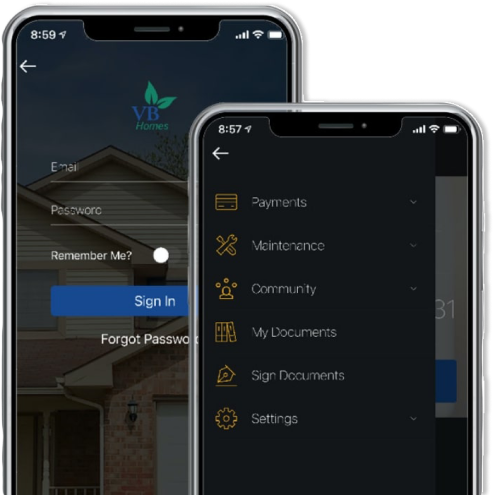 8:59
VB
Homes
Email
Password
Remember Me?
Sign In
Forgot Passwo
8:57
Payments
Maintenance
Community
My Documents
Sign Documents
Settings
31